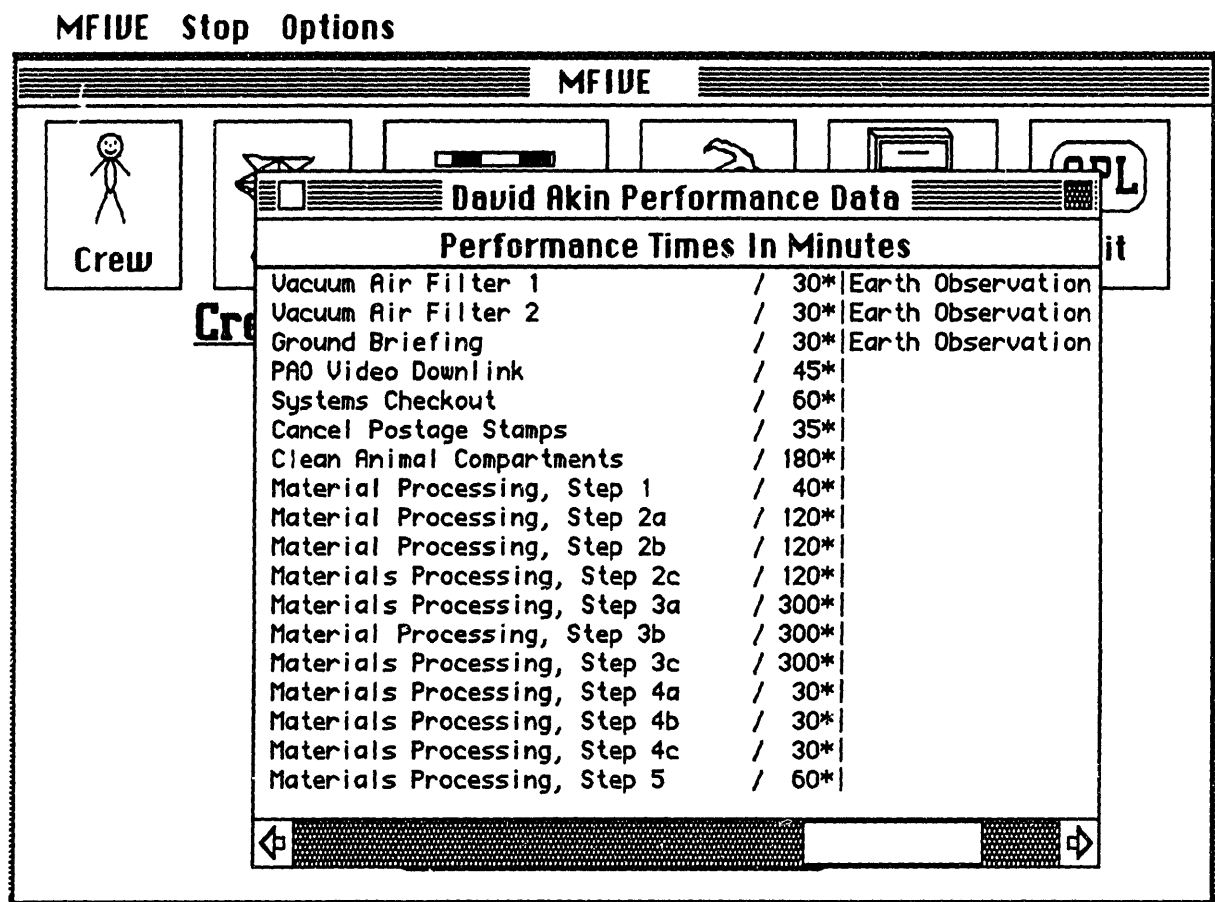 MFIVE Stop Options
MFIVE
Crew
David Akin Performance Data
Performance Times In Minutes
Vacuum Air Filter 1 / 30*|Earth Observation
Vacuum Air Filter 2 / 30*|Earth Observation
Ground Briefing / 30*|Earth Observation
PAO Video Downlink / 45*|
Systems Checkout / 60*|
Cancel Postage Stamps / 35*|
Clean Animal Compartments / 180*|
Material Processing, Step 1 / 40*|
Material Processing, Step 2a / 120*|
Material Processing, Step 2b / 120*|
Materials Processing, Step 2c / 120*|
Materials Processing, Step 3a / 300*|
Material Processing, Step 3b / 300*|
Materials Processing, Step 3c / 300*|
Materials Processing, Step 4a / 30*|
Materials Processing, Step 4b / 30*|
Materials Processing, Step 4c / 30*|
Materials Processing, Step 5 / 60*|